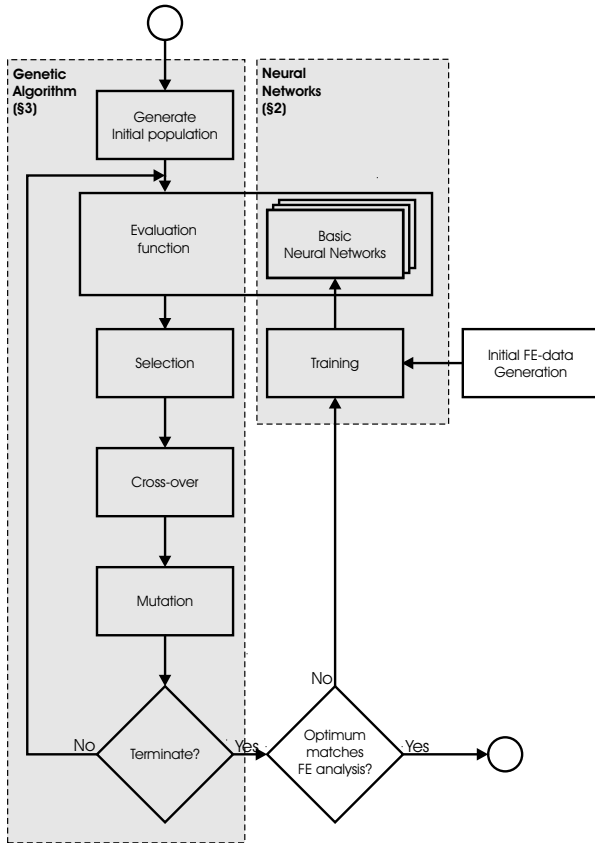 Genetic
Algorithm
(§3)
Neural
Networks
(§2)
Generate
Initial population
Evaluation
function
Basic
Neural Networks
Selection
Training
Initial FE-data
Generation
Cross-over
Mutation
No
Terminate?
Yes
No
Optimum
matches
FE analysis?
Yes